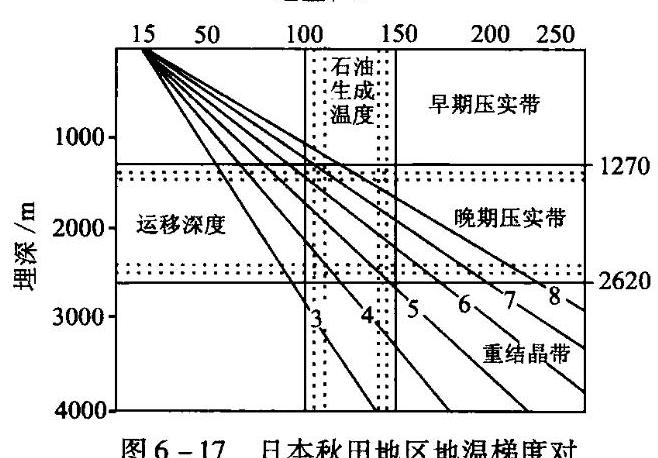 15 50 100 150 200 250
石油
生成
温度
早期压实带
1000
1270
运移深度
晚期压实带
2000
埋深/m
2620
3000
3 4 5 6 7 8
重结晶带
4000
图6-17 日本秋田地区地温梯度对